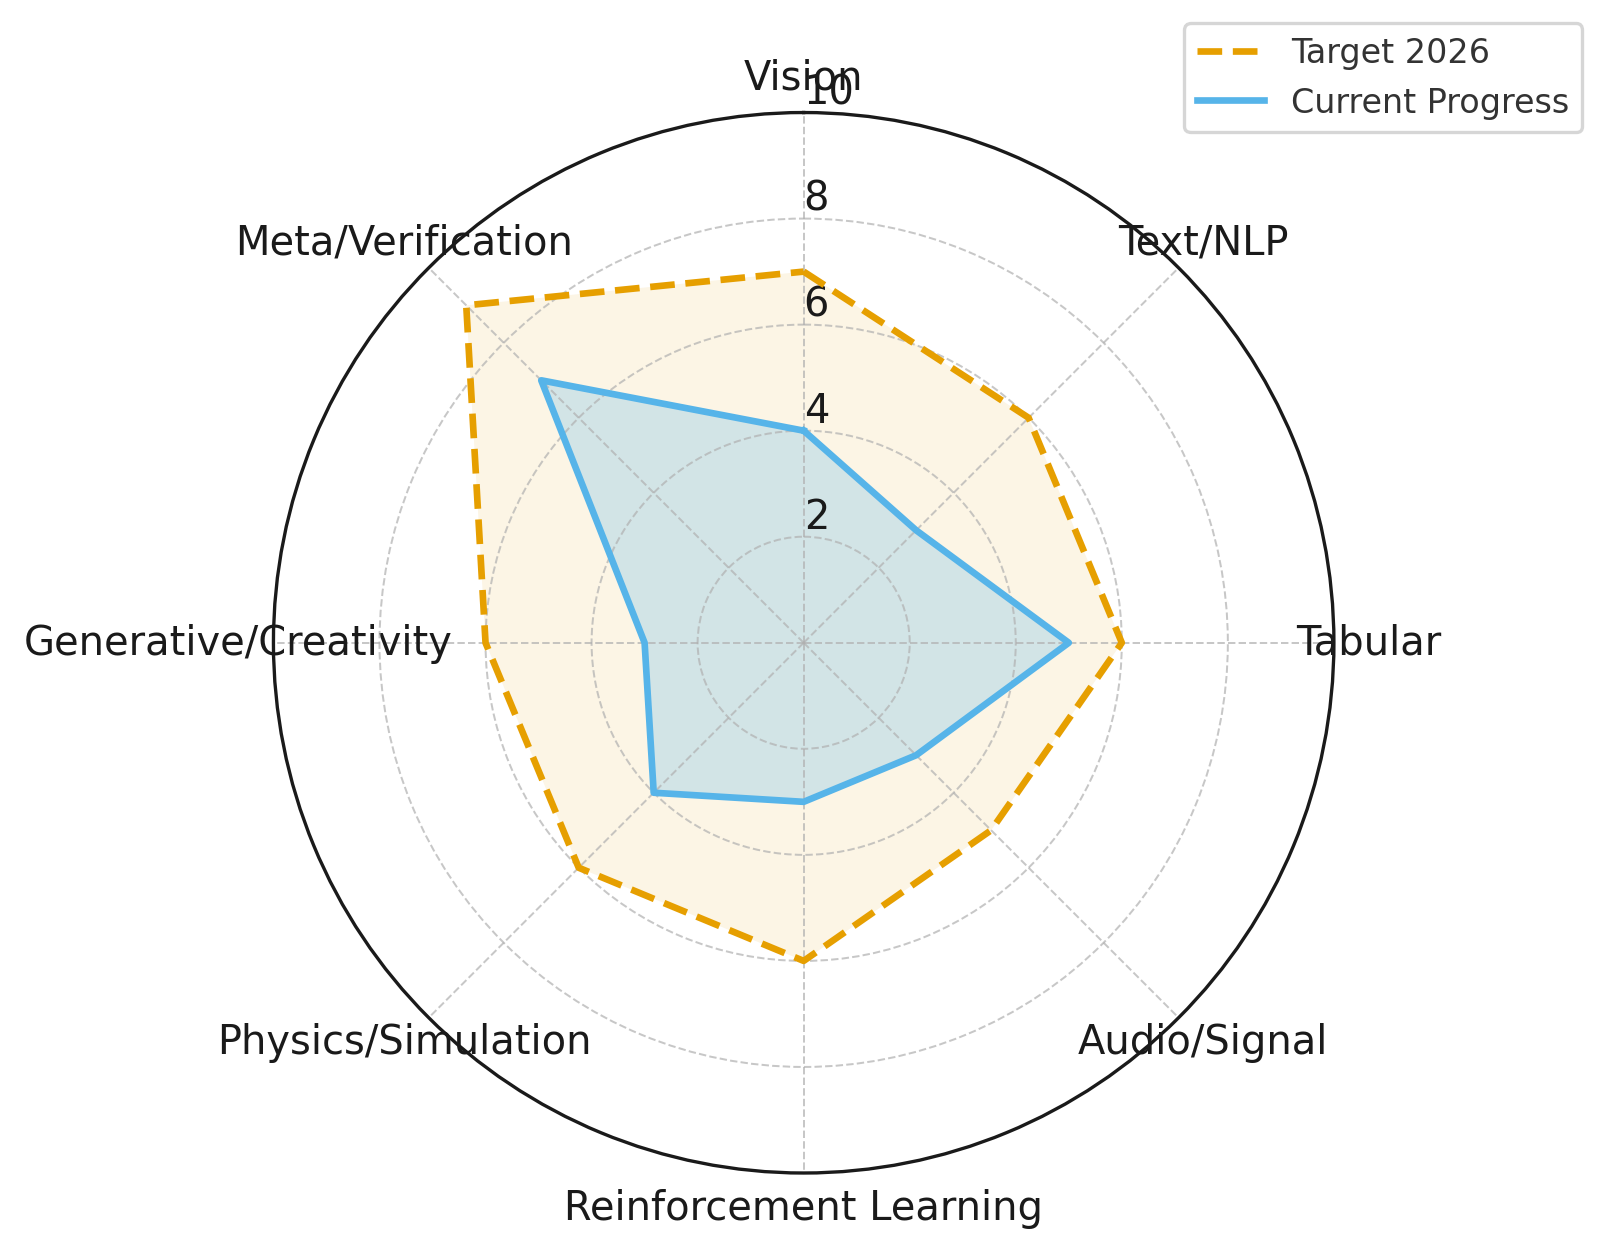 Target 2026
Current Progress
Vision
10
8
Meta/Verification
Text/NLP
6
4
2
Generative/Creativity
Tabular
Physics/Simulation
Audio/Signal
Reinforcement Learning